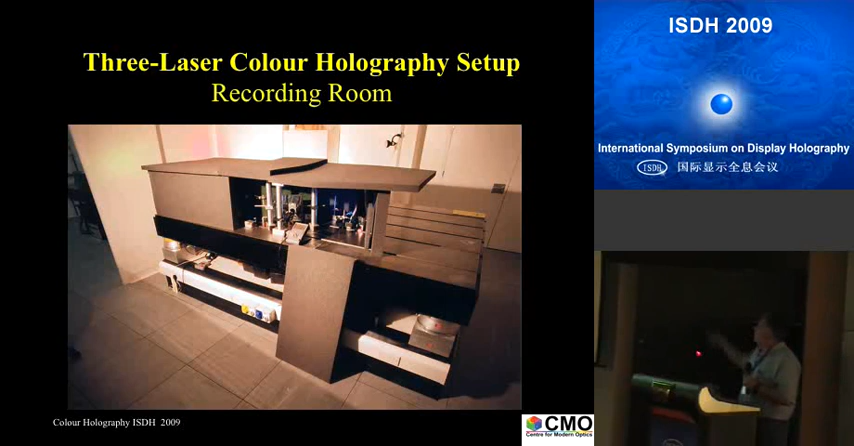 Three-Laser Colour Holography Setup
Recording Room
Colour Holography ISDH 2009
CMO
Centre for Modern Optics
ISDH 2009
International Symposium on Display Holography
ISDH
国际显示全息会议